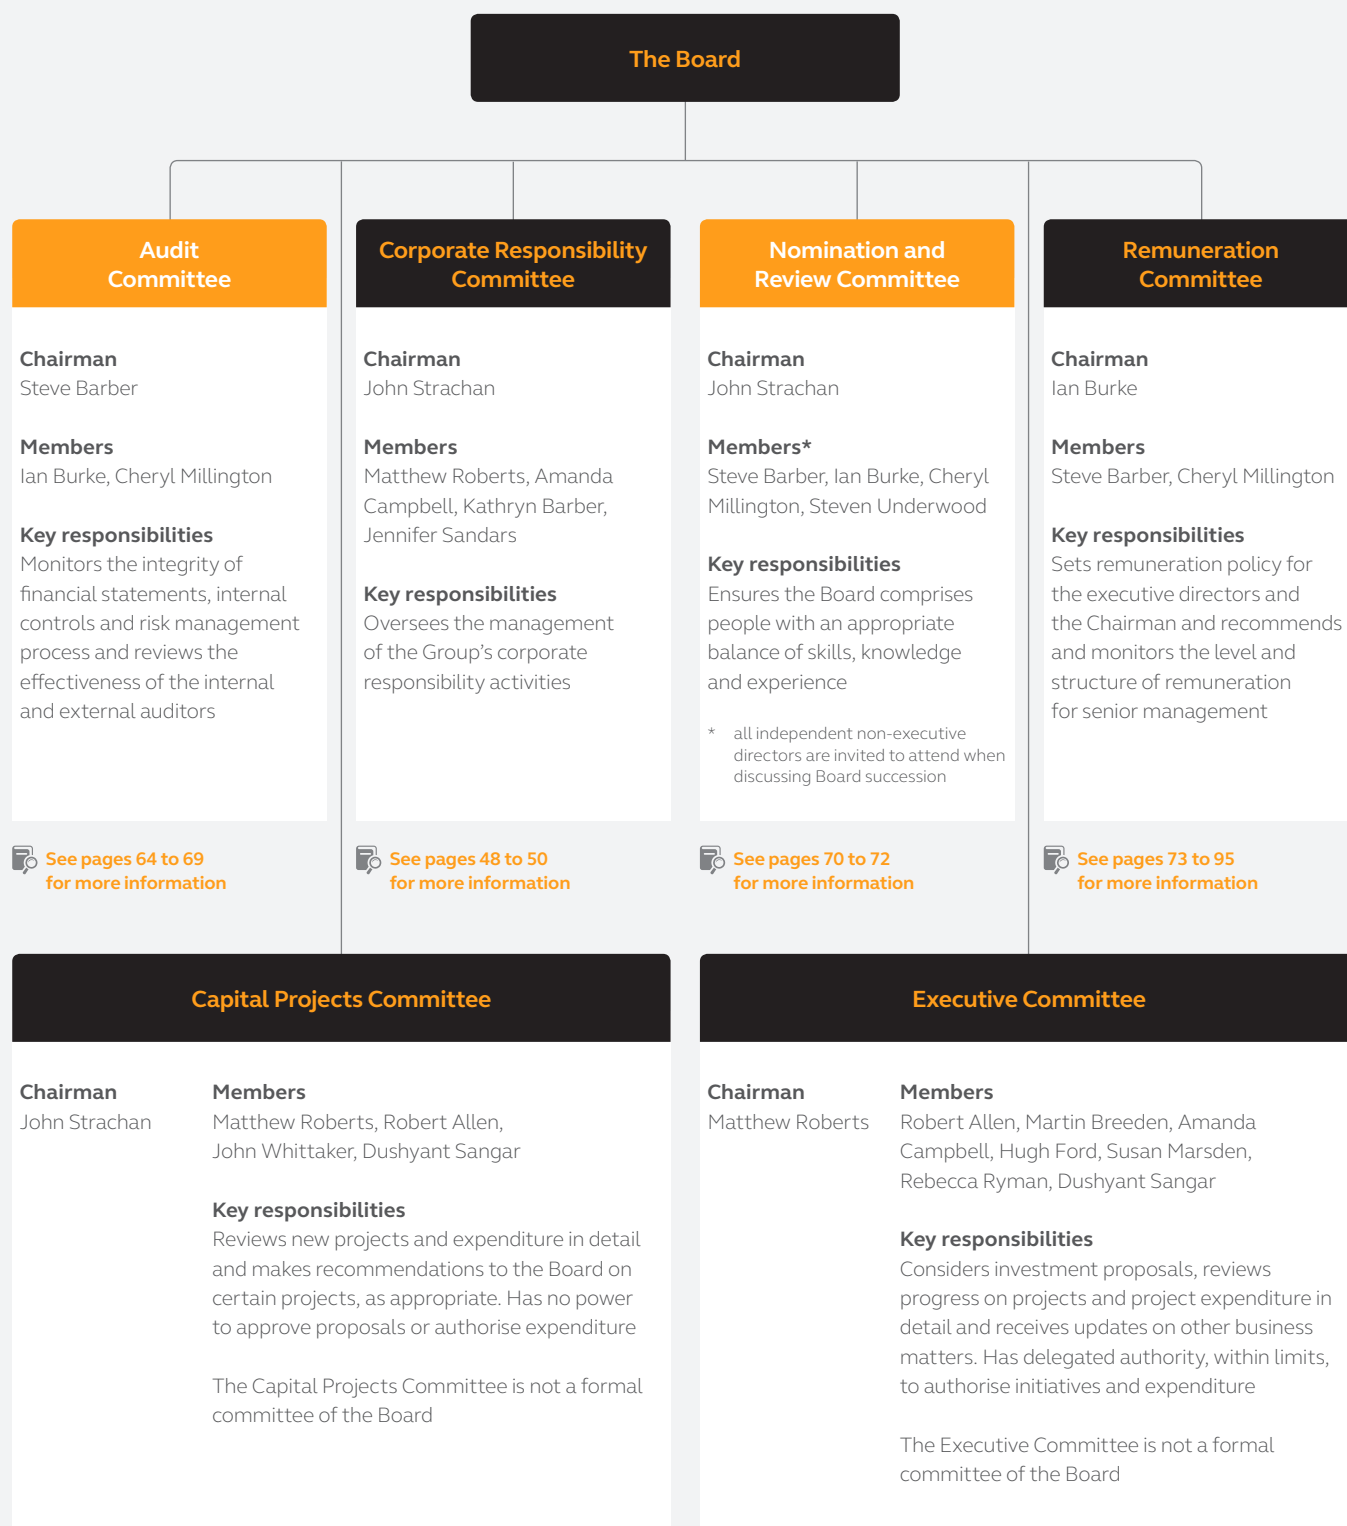 The Board
Audit
Committee
Chairman
Steve Barber
Members
Ian Burke, Cheryl Millington
Key responsibilities
Monitors the integrity of
financial statements, internal
controls and risk management
process and reviews the
effectiveness of the internal
and external auditors
See pages 64 to 69
for more information
Corporate Responsibility
Committee
Chairman
John Strachan
Members
Matthew Roberts, Amanda
Campbell, Kathryn Barber,
Jennifer Sandars
Key responsibilities
Oversees the management
of the Group's corporate
responsibility activities
See pages 48 to 50
for more information
Nomination and
Review Committee
Chairman
John Strachan
Members*
Steve Barber, Ian Burke, Cheryl
Millington, Steven Underwood
Key responsibilities
Ensures the Board comprises
people with an appropriate
balance of skills, knowledge
and experience
* all independent non-executive
directors are invited to attend when
discussing Board succession
See pages 70 to 72
for more information
Remuneration
Committee
Chairman
Ian Burke
Members
Steve Barber, Cheryl Millington
Key responsibilities
Sets remuneration policy for
the executive directors and
the Chairman and recommends
and monitors the level and
structure of remuneration
for senior management
See pages 73 to 95
for more information
Capital Projects Committee
Chairman
John Strachan
Members
Matthew Roberts, Robert Allen,
John Whittaker, Dushyant Sangar
Key responsibilities
Reviews new projects and expenditure in detail
and makes recommendations to the Board on
certain projects, as appropriate. Has no power
to approve proposals or authorise expenditure
The Capital Projects Committee is not a formal
committee of the Board
Executive Committee
Chairman
Matthew Roberts
Members
Robert Allen, Martin Breeden, Amanda
Campbell, Hugh Ford, Susan Marsden,
Rebecca Ryman, Dushyant Sangar
Key responsibilities
Considers investment proposals, reviews
progress on projects and project expenditure in
detail and receives updates on other business
matters. Has delegated authority, within limits,
to authorise initiatives and expenditure
The Executive Committee is not a formal
committee of the Board